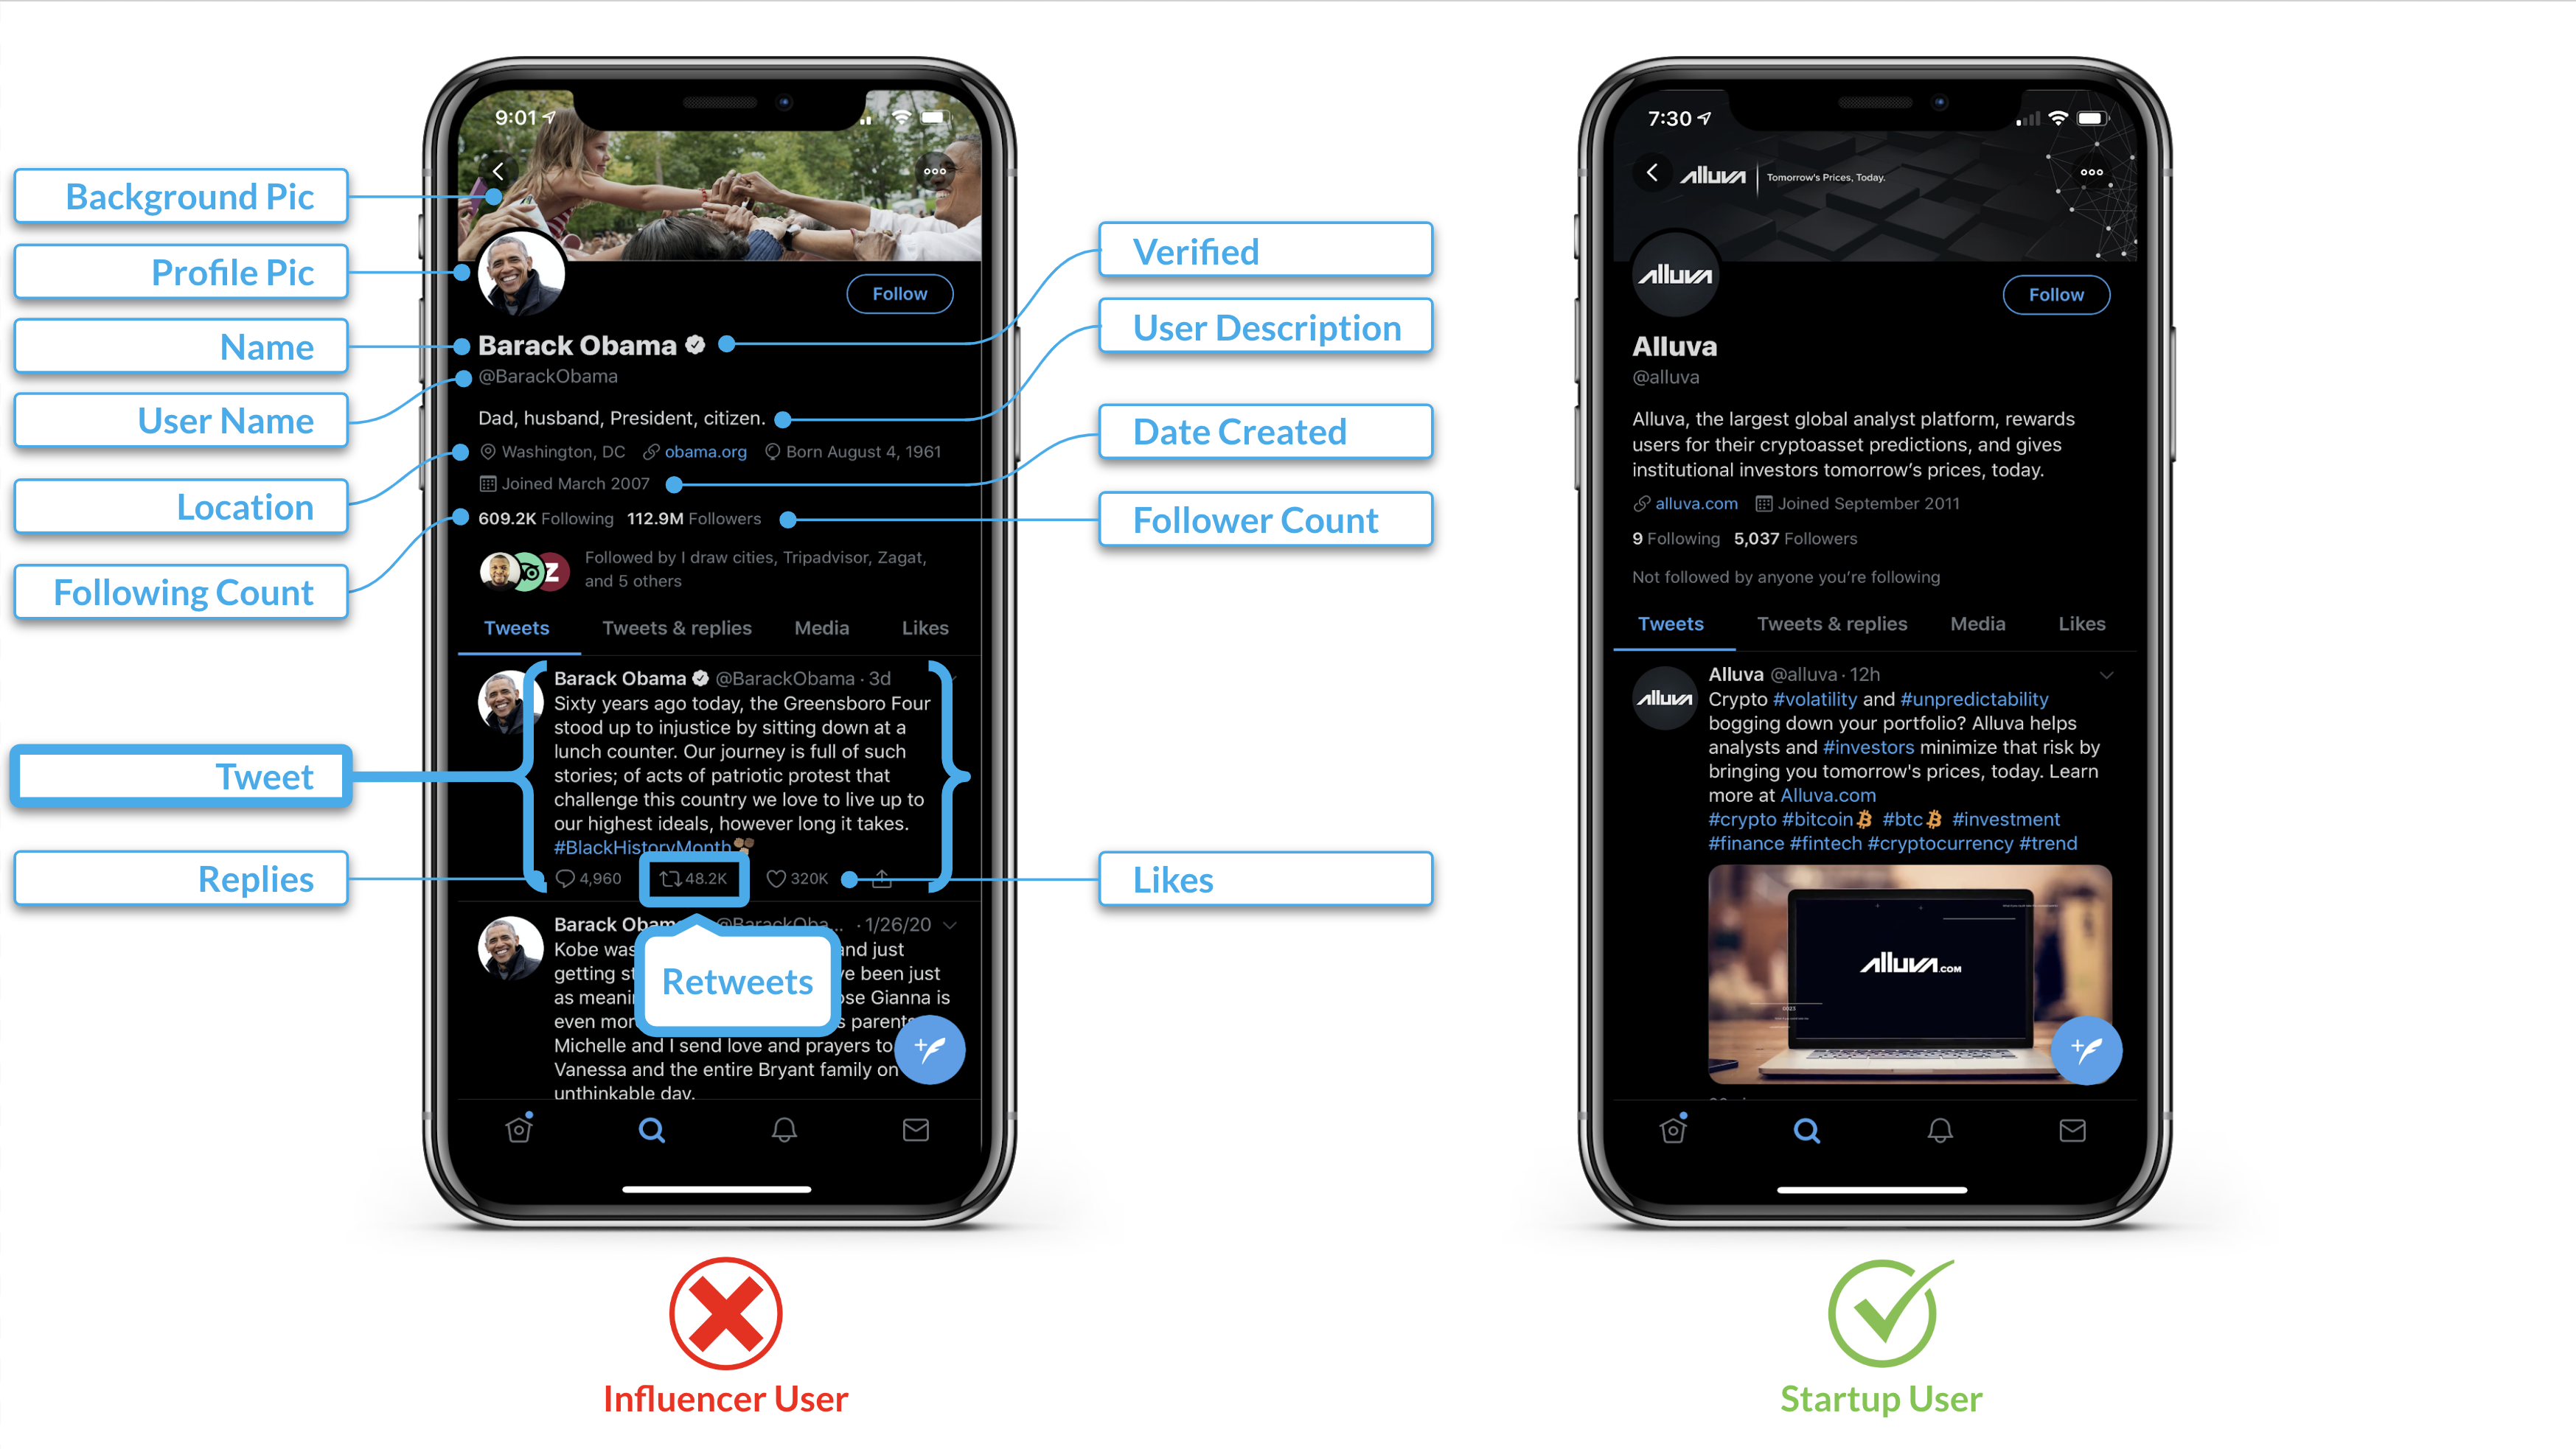 Background Pic
Profile Pic
Name
User Name
Location
Following Count
Tweet
Replies
9:01
Follow
Barack Obama
@BarackObama
Dad, husband, President, citizen.
Washington, DC obama.org Born August 4, 1961
Joined March 2007
609.2K Following 112.9M Followers
Followed by I draw cities, Tripadvisor, Zagat,
and 5 others
Tweets Tweets & replies Media Likes
Barack Obama @BarackObama · 3d
Sixty years ago today, the Greensboro Four
stood up to injustice by sitting down at a
lunch counter. Our journey is full of such
stories; of acts of patriotic protest that
challenge this country we love to live up to
our highest ideals, however long it takes.
#BlackHistoryMonth
4,960 48.2K 320K
Barack @BarackOba... · 1/26/20
Kobe was and just
getting been just
as Gianna is
even
Michelle and I send love and prayers to
Vanessa and the entire Bryant family on
unthinkable day.
Retweets
Verified
User Description
Date Created
Follower Count
Likes
Influencer User
7:30
Alluva Tomorrow's Prices, Today.
Alluva
Follow
Alluva
@alluva
Alluva, the largest global analyst platform, rewards
users for their cryptoasset predictions, and gives
institutional investors tomorrow's prices, today.
alluva.com Joined September 2011
9 Following 5,037 Followers
Not followed by anyone you're following
Tweets Tweets & replies Media Likes
Alluva
Alluva @alluva · 12h
Crypto #volatility and #unpredictability
bogging down your portfolio? Alluva helps
analysts and #investors minimize that risk by
bringing you tomorrow's prices, today. Learn
more at Alluva.com
#crypto #bitcoin #btc #investment
#finance #fintech #cryptocurrency #trend
Alluva.COM
Startup User